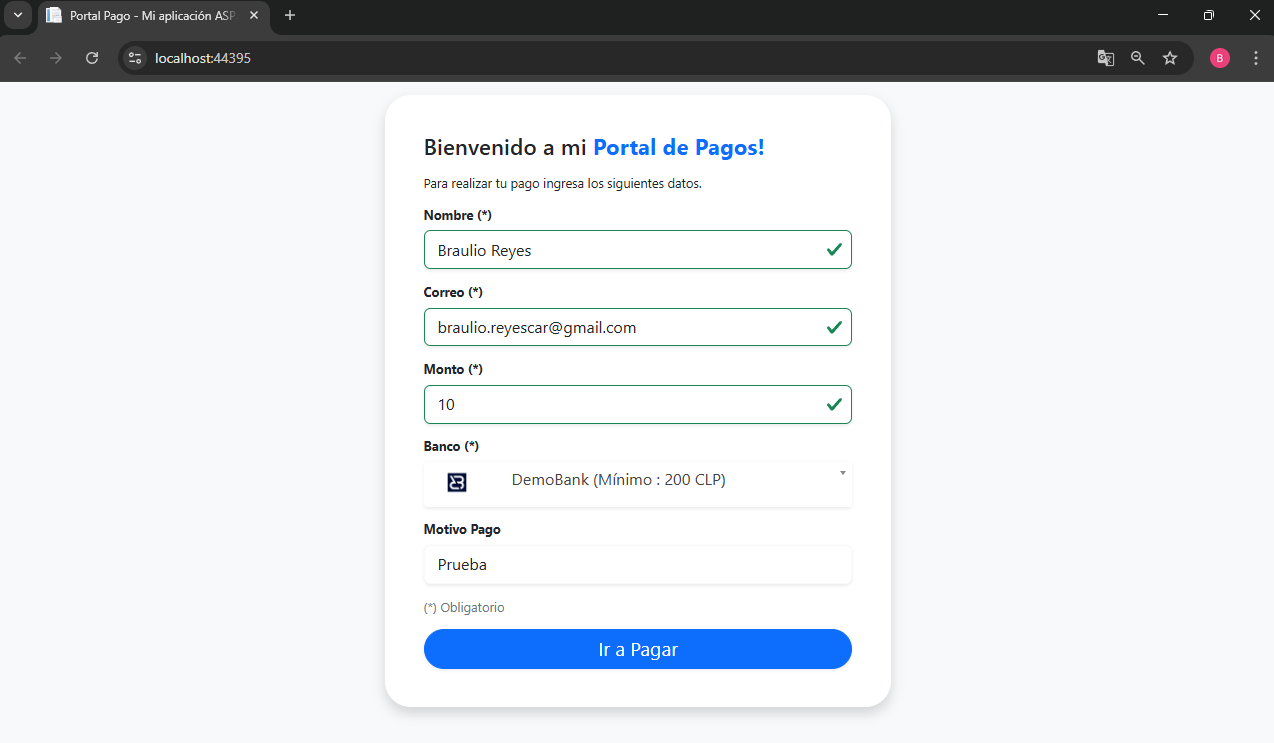 Portal Pago - Mi aplicación ASP
localhost:44395
B
Bienvenido a mi Portal de Pagos!
Para realizar tu pago ingresa los siguientes datos.
Nombre (*)
Braulio Reyes
Correo (*)
braulio.reyescar@gmail.com
Monto (*)
10
Banco (*)
DemoBank (Mínimo : 200 CLP)
Motivo Pago
Prueba
(*) Obligatorio
Ir a Pagar